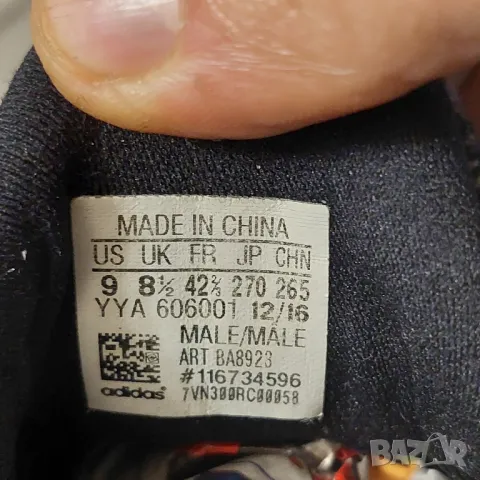 MADE IN CHINA
US UK FR JP CHN
9 8½ 42⅔ 270 265
YYA 606001 12/16
MALE/MALE
ART BA8923
#116734596
adidas® 7VN300RC00058
BAZAR.bg